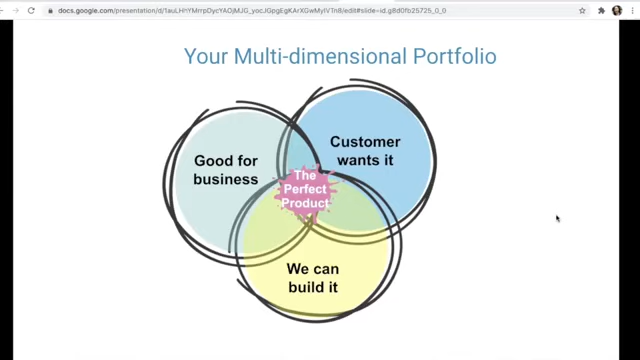 docs.google.com/presentation/d/1auLHYMrrpDycYAOjMJG_yocJGpgEgKArXGwMyIVTn8/edit#slide=id.g8d0fb25725_0_0
Your Multi-dimensional Portfolio
Customer
wants it
Good for
business
The
Perfect
Product
We can
build it